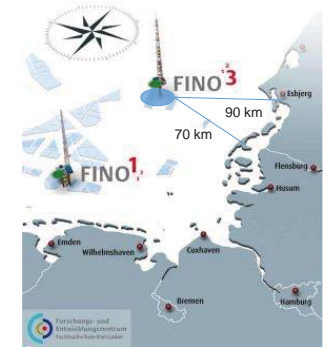 FINO³
Esbjerg
90 km
70 km
FINO¹
Flensburg
Husum
Emden
Wilhelmshaven
Cuxhaven
Bremen
Hamburg
Forschungs- und
Entwicklungszentrum
Fachhochschule Kiel GmbH